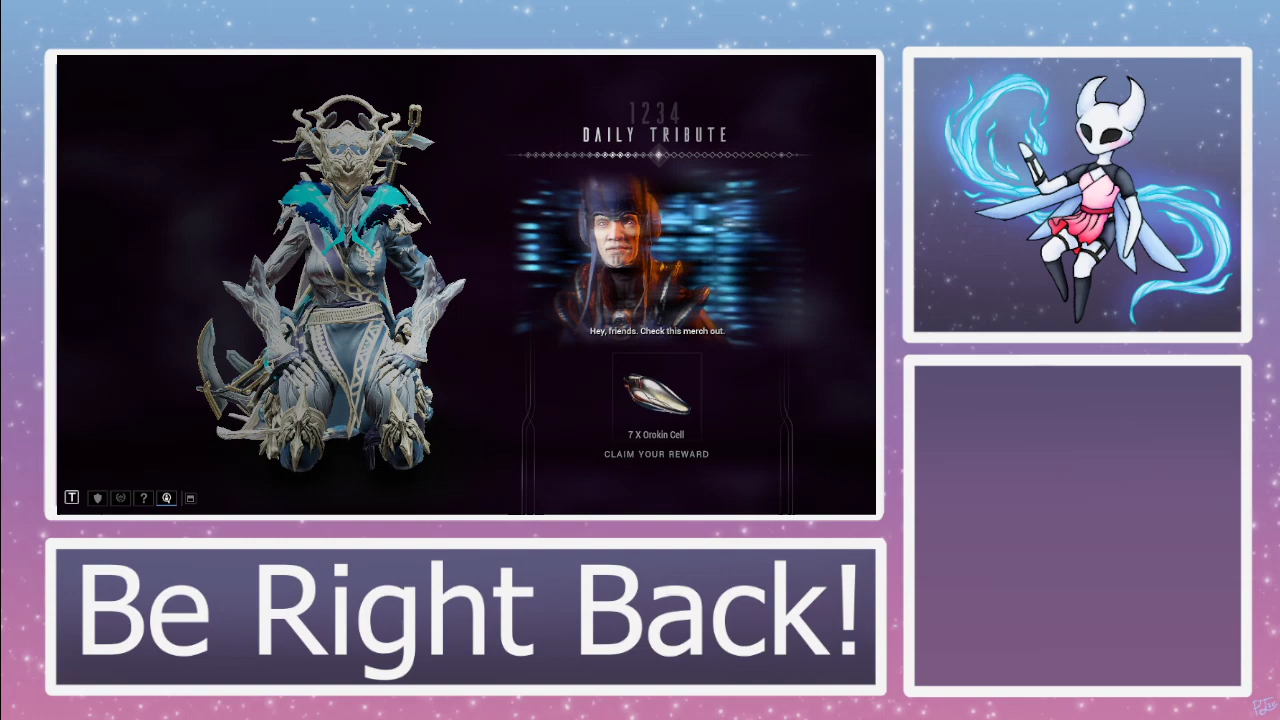 1234
DAILY TRIBUTE
Hey, friends. Check this merch out.
7 X Orokin Cell
CLAIM YOUR REWARD
T
?
Be Right Back!